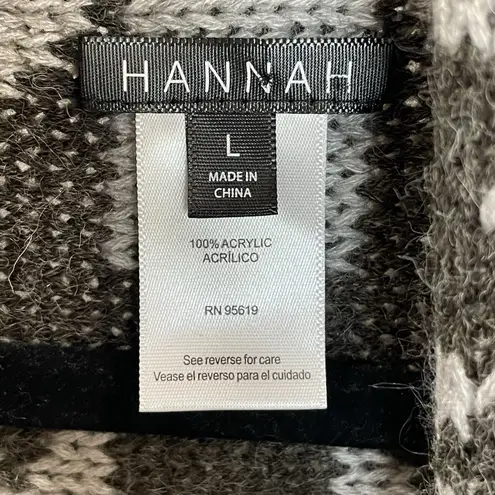 HANNAH
L
MADE IN
CHINA
100% ACRYLIC
ACRÍLICO
RN 95619
See reverse for care
Vease el reverso para el cuidado